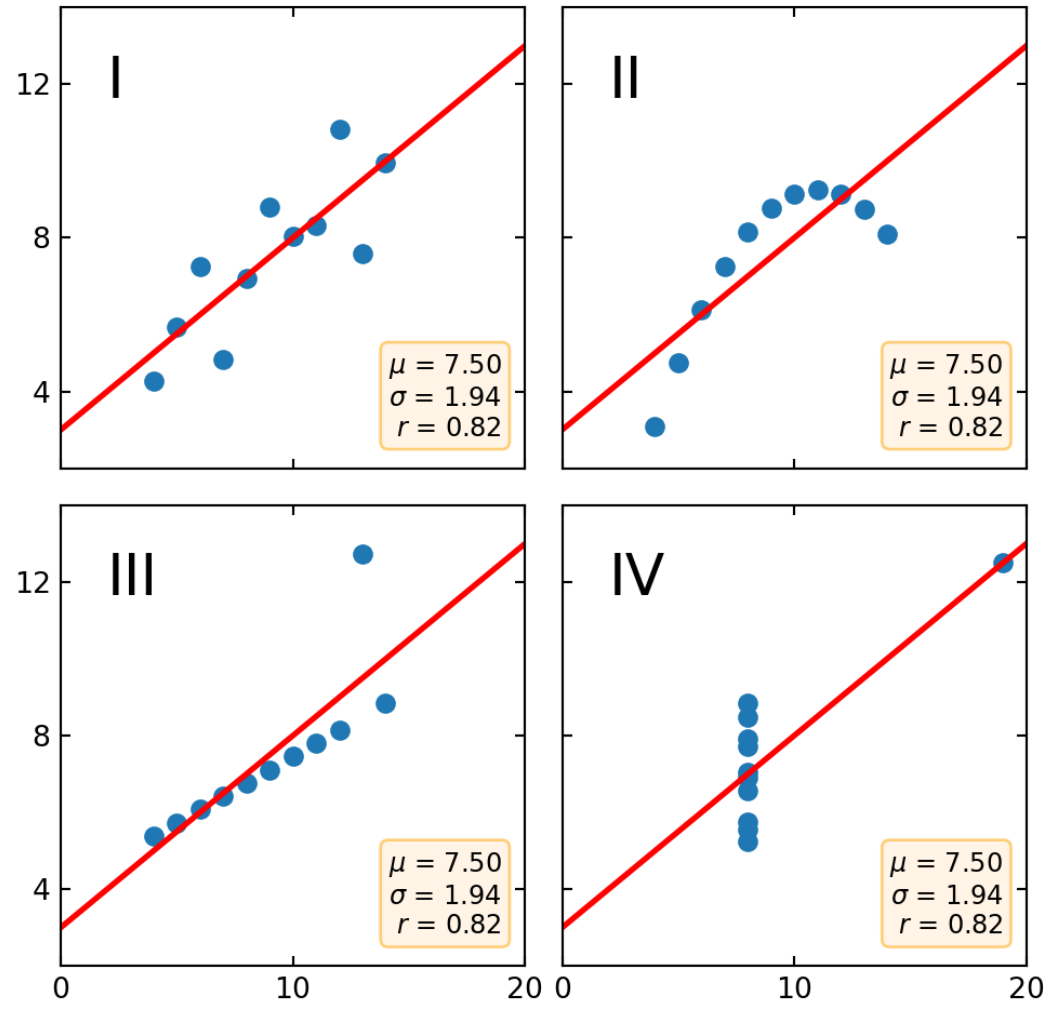 I
II
12
8
4
μ = 7.50
σ = 1.94
r = 0.82
μ = 7.50
σ = 1.94
r = 0.82
III
IV
12
8
4
μ = 7.50
σ = 1.94
r = 0.82
μ = 7.50
σ = 1.94
r = 0.82
0
10
20
0
10
20